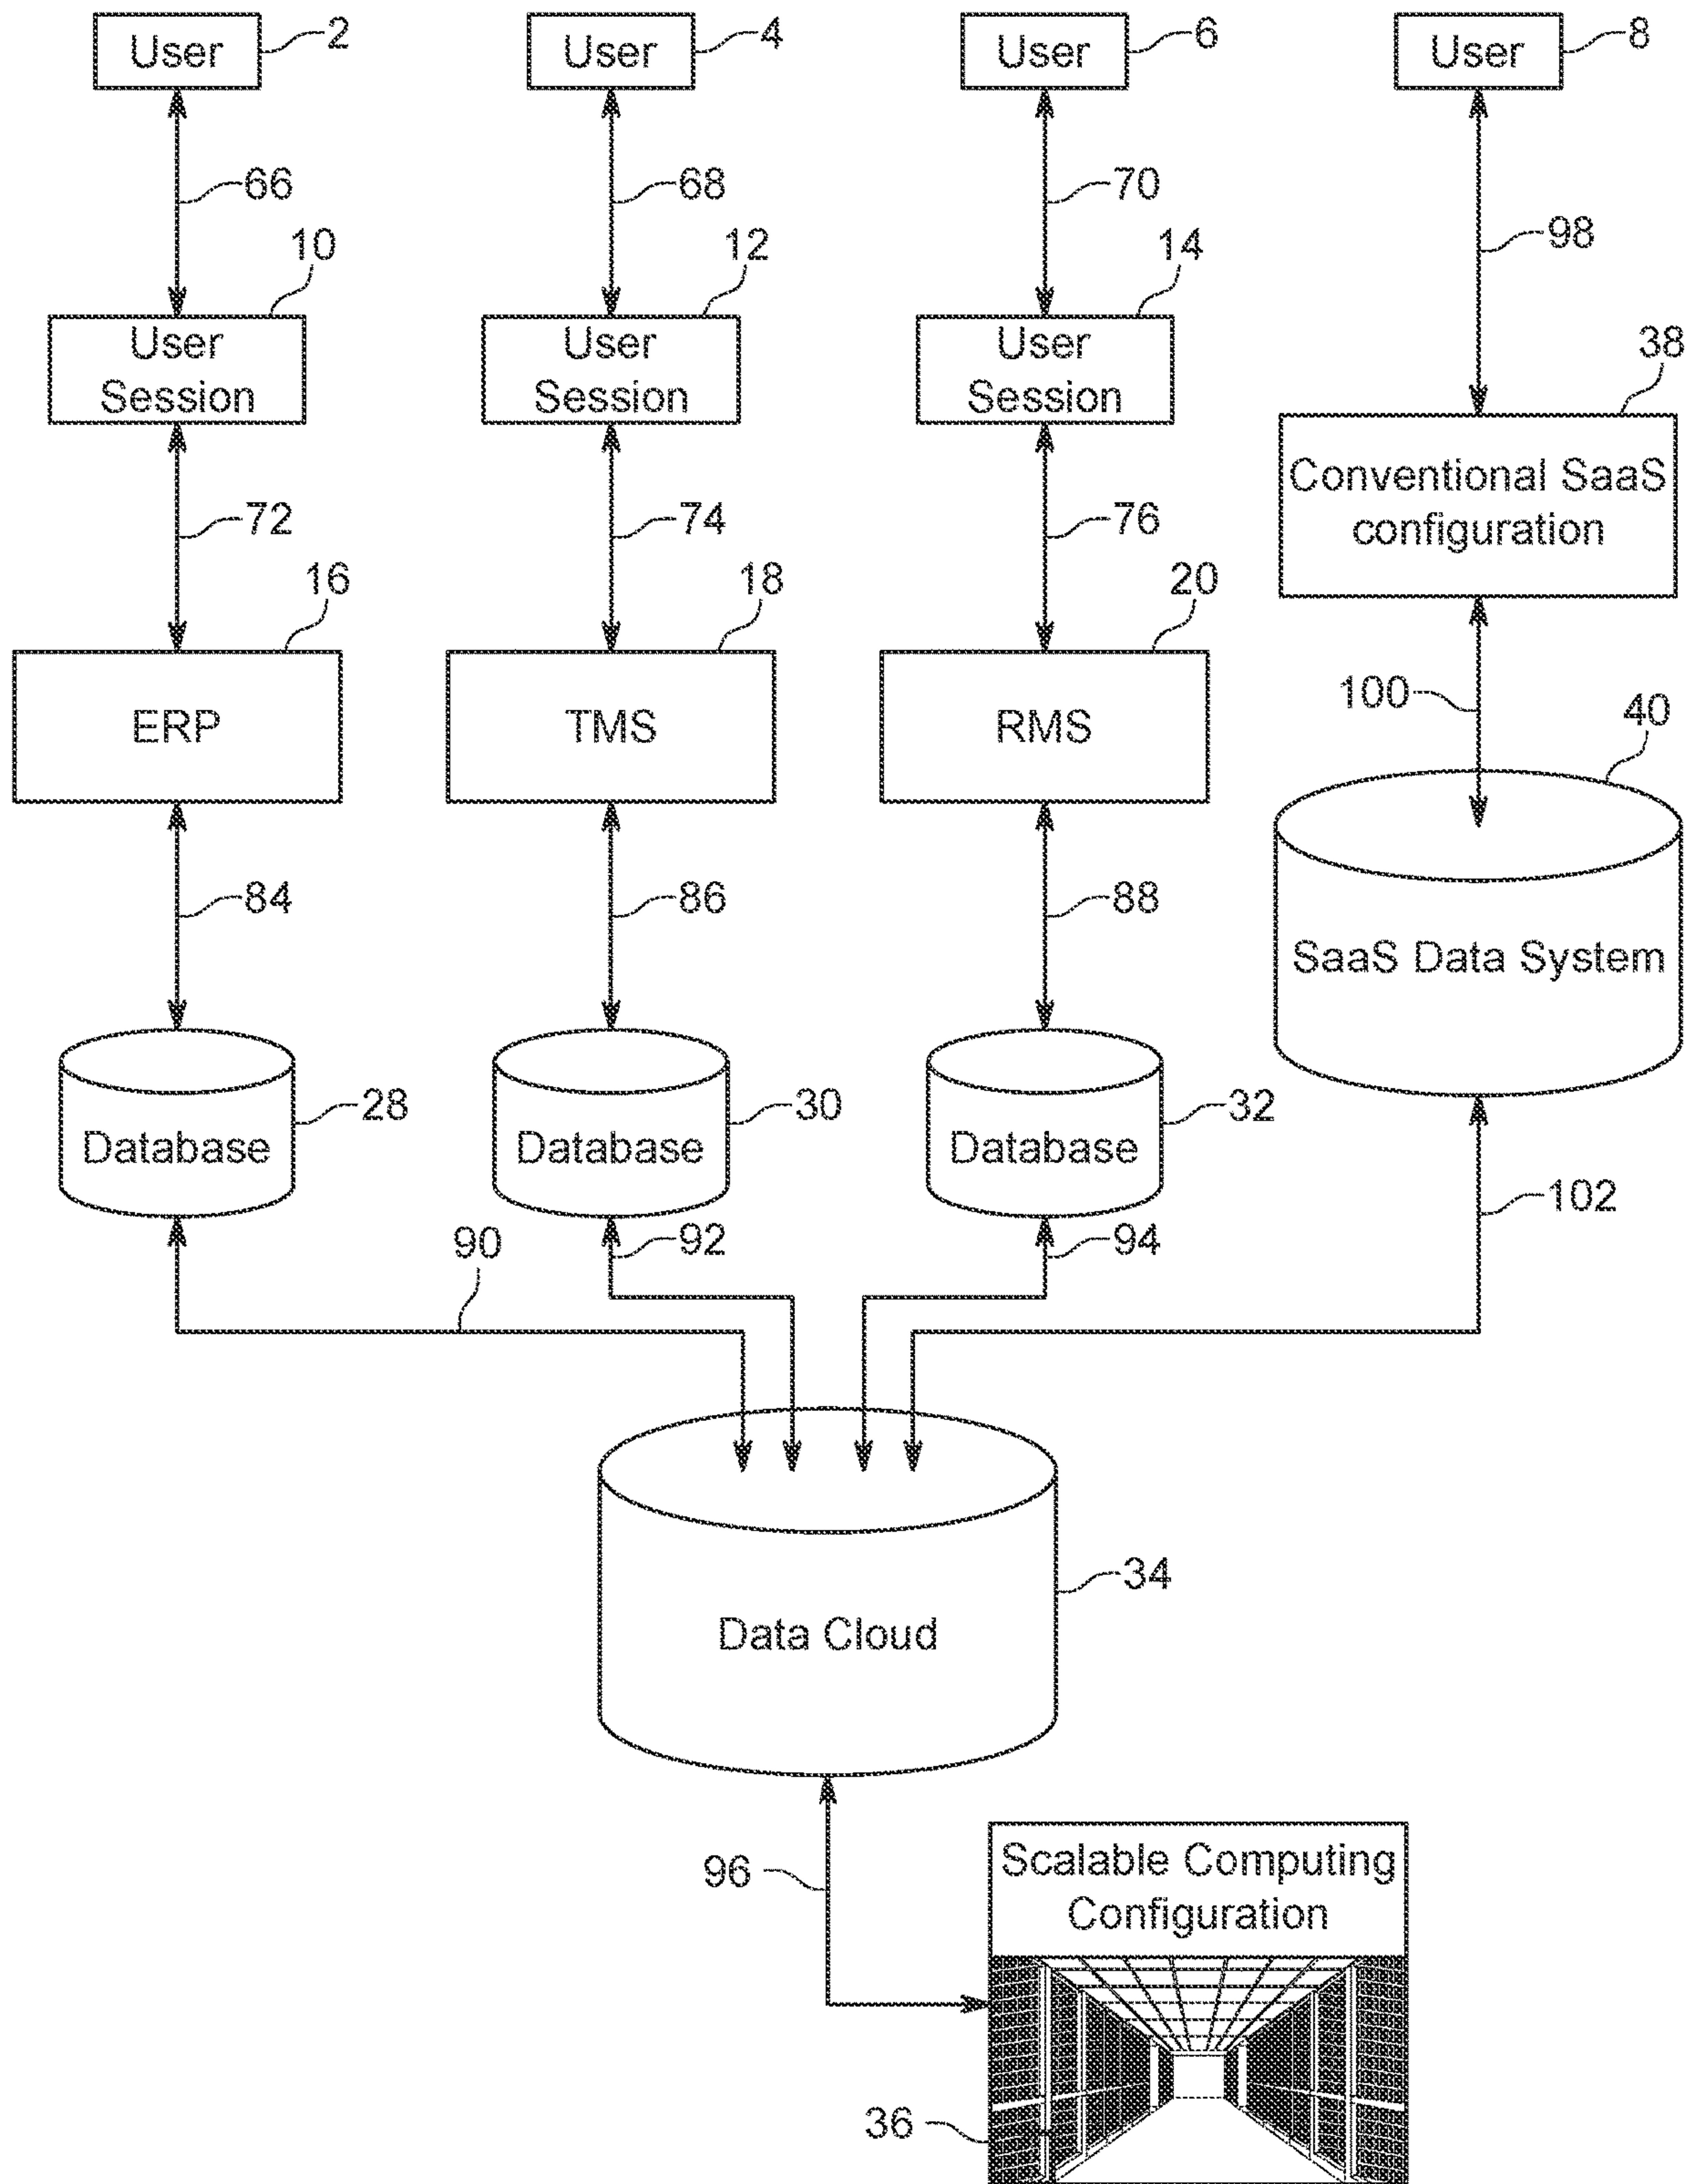 User
2
User
4
User
6
User
8
66
68
70
98
10
12
14
User
Session
User
Session
User
Session
38
Conventional SaaS
configuration
72
74
76
16
18
20
ERP
TMS
RMS
100
40
84
86
88
SaaS Data System
28
30
32
Database
Database
Database
102
90
92
94
34
Data Cloud
96
Scalable Computing
Configuration
36